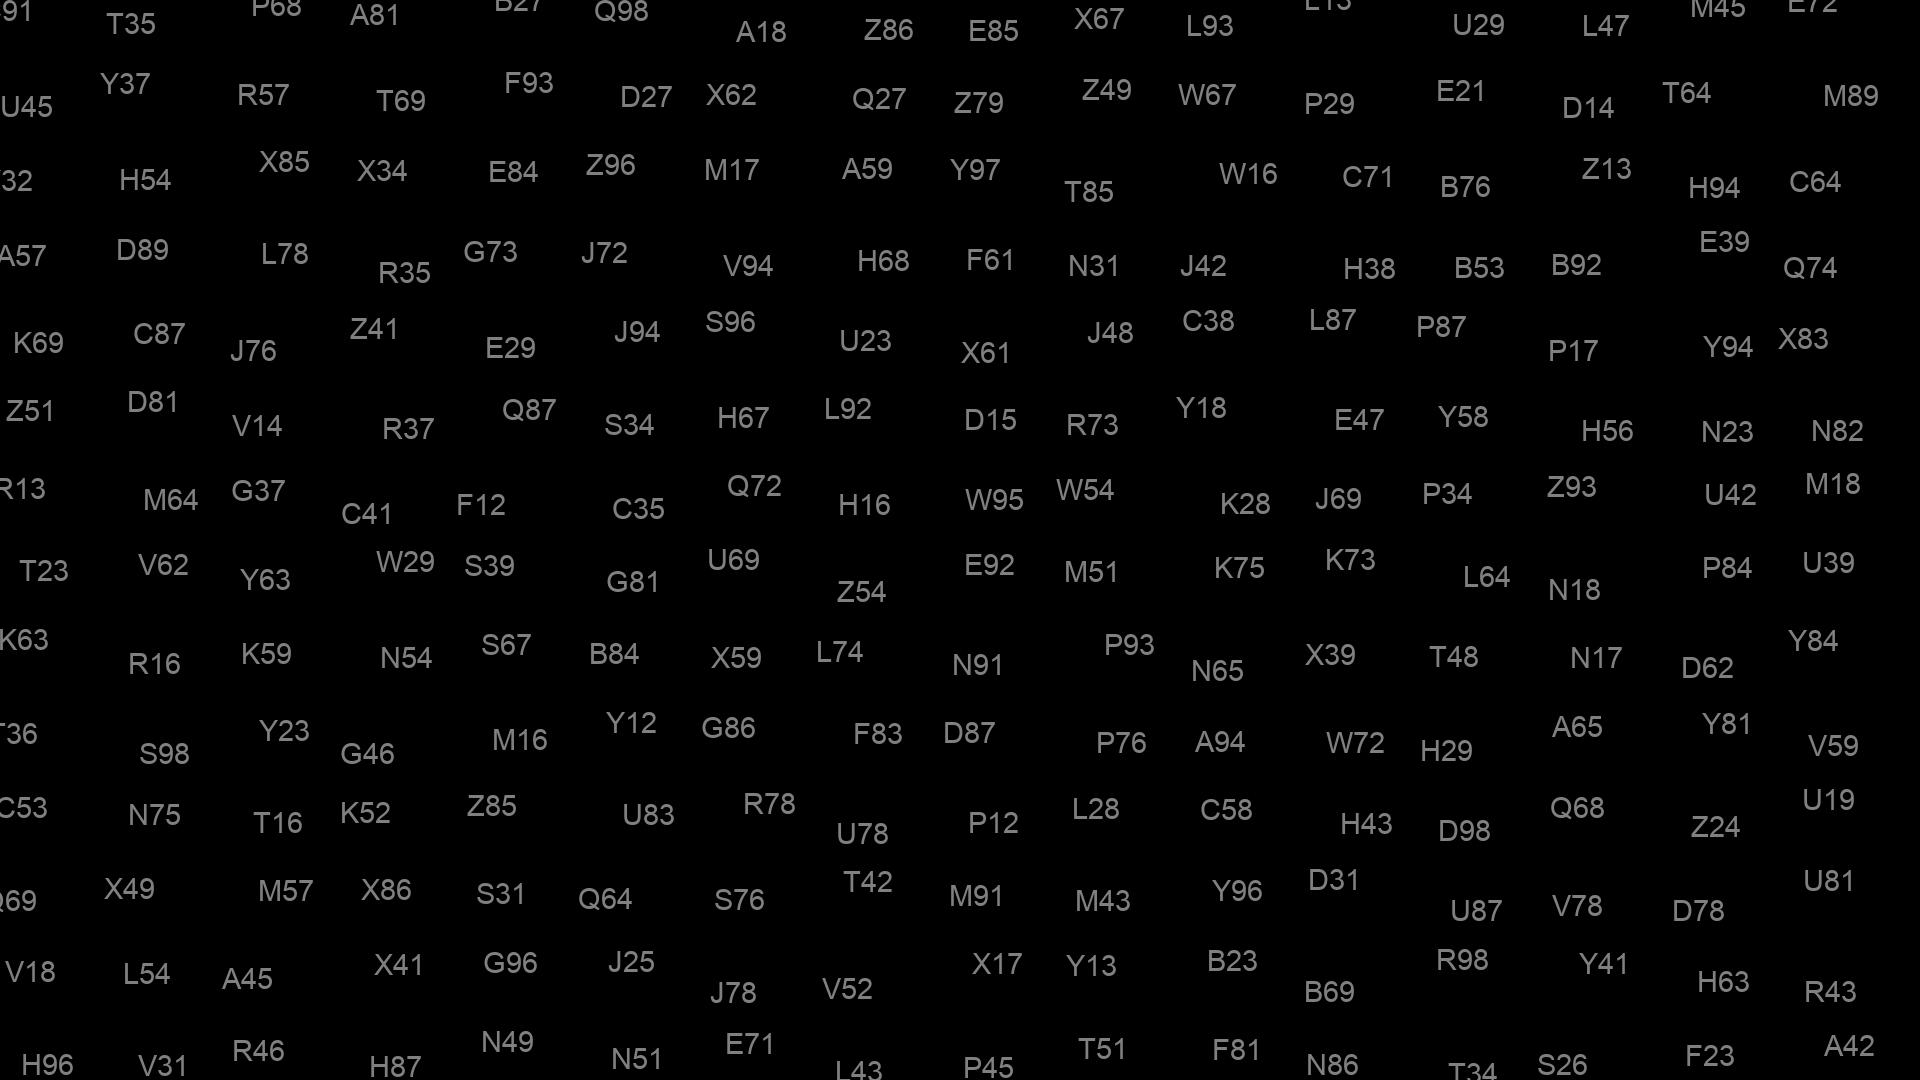 91 T35 P68 A81 B27 Q98 A18 Z86 E85 X67 L93 L13 U29 L47 M45 E72
U45 Y37 R57 T69 F93 D27 X62 Q27 Z79 Z49 W67 P29 E21 D14 T64 M89
32 H54 X85 X34 E84 Z96 M17 A59 Y97 T85 W16 C71 B76 Z13 H94 C64
A57 D89 L78 R35 G73 J72 V94 H68 F61 N31 J42 H38 B53 B92 E39 Q74
K69 C87 J76 Z41 E29 J94 S96 U23 X61 J48 C38 L87 P87 P17 Y94 X83
Z51 D81 V14 R37 Q87 S34 H67 L92 D15 R73 Y18 E47 Y58 H56 N23 N82
R13 M64 G37 C41 F12 C35 Q72 H16 W95 W54 K28 J69 P34 Z93 U42 M18
T23 V62 Y63 W29 S39 G81 U69 Z54 E92 M51 K75 K73 L64 N18 P84 U39
K63 R16 K59 N54 S67 B84 X59 L74 N91 P93 N65 X39 T48 N17 D62 Y84
T36 S98 Y23 G46 M16 Y12 G86 F83 D87 P76 A94 W72 H29 A65 Y81 V59
C53 N75 T16 K52 Z85 U83 R78 U78 P12 L28 C58 H43 D98 Q68 Z24 U19
Q69 X49 M57 X86 S31 Q64 S76 T42 M91 M43 Y96 D31 U87 V78 D78 U81
V18 L54 A45 X41 G96 J25 J78 V52 X17 Y13 B23 B69 R98 Y41 H63 R43
H96 V31 R46 H87 N49 N51 E71 L43 P45 T51 F81 N86 T34 S26 F23 A42